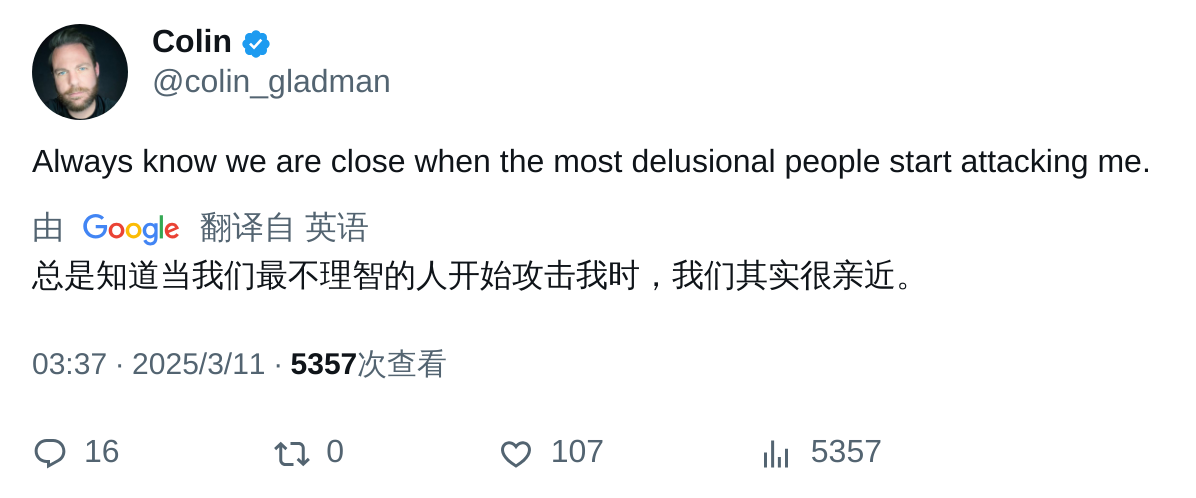 Colin
@colin_gladman
Always know we are close when the most delusional people start attacking me.
由 Google 翻译自 英语
总是知道当我们最不理智的人开始攻击我时，我们其实很亲近。
03:37 · 2025/3/11 · 5357次查看
16 0 107 5357